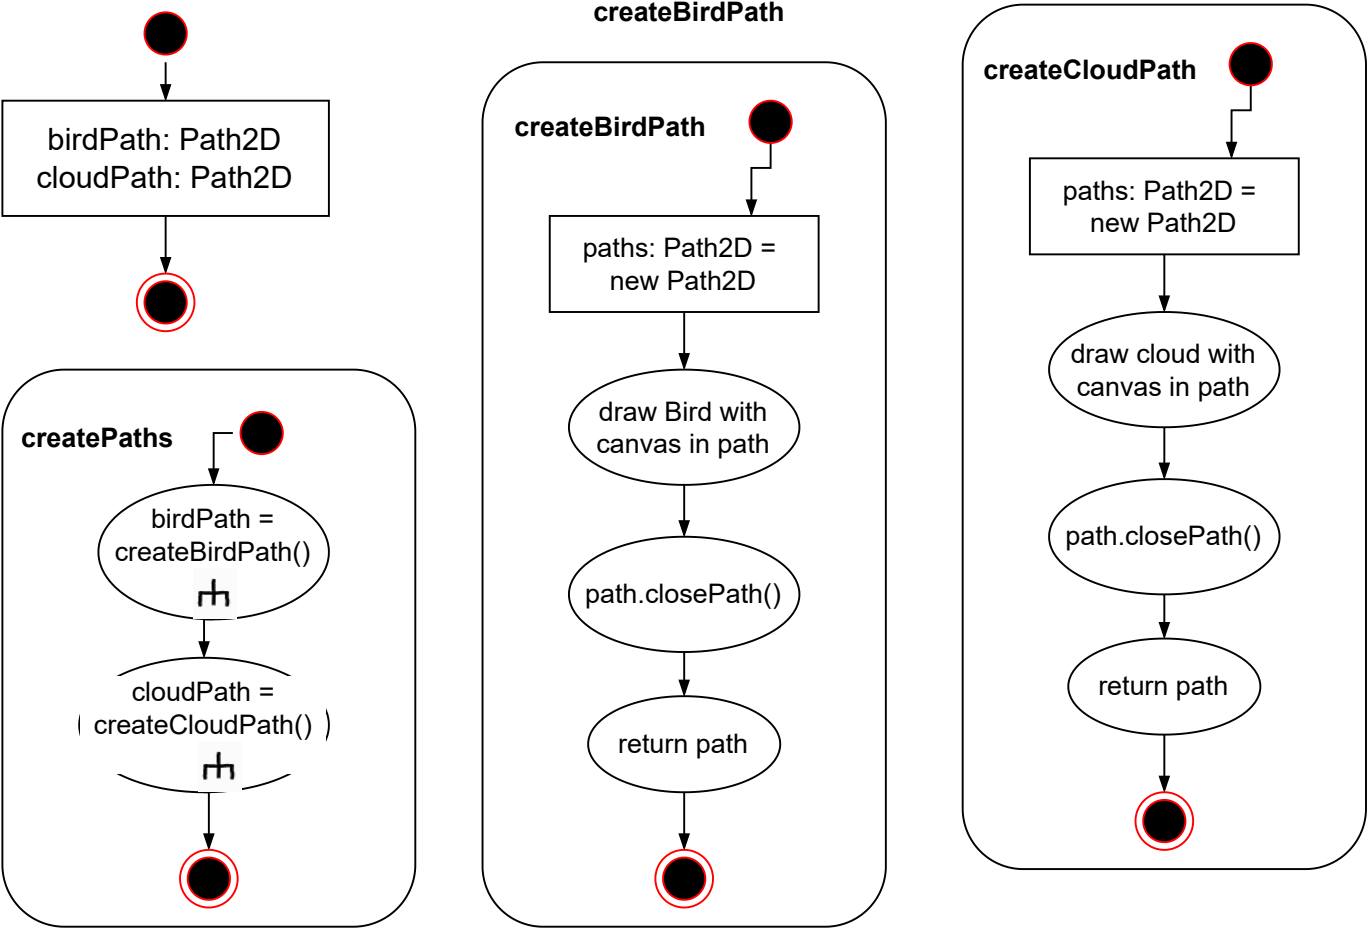 birdPath: Path2D
cloudPath: Path2D
createPaths
birdPath =
createBirdPath()
cloudPath =
createCloudPath()
createBirdPath
createBirdPath
paths: Path2D =
new Path2D
draw Bird with
canvas in path
path.closePath()
return path
createCloudPath
paths: Path2D =
new Path2D
draw cloud with
canvas in path
path.closePath()
return path